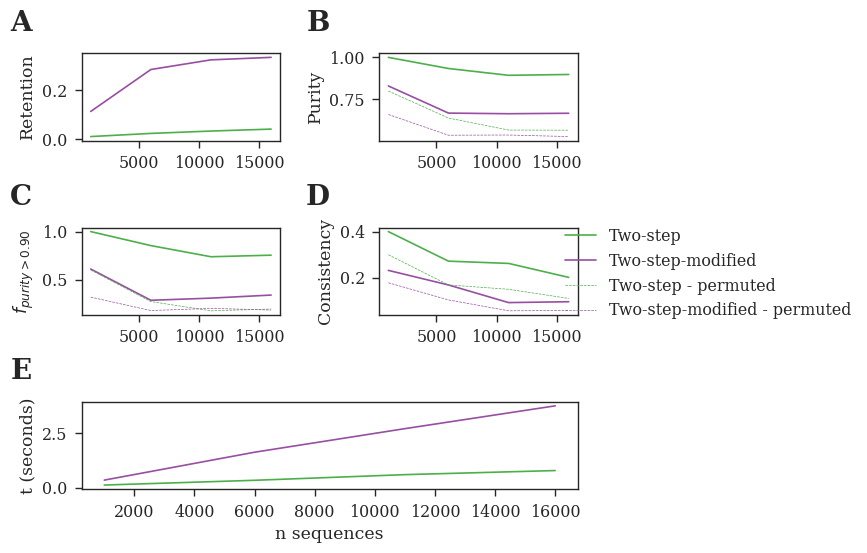 A
B
Retention
0.2
0.0
5000 10000 15000
Purity
1.00
0.75
5000 10000 15000
C
D
f_{purity > 0.90}
1.0
0.5
5000 10000 15000
Consistency
0.4
0.2
5000 10000 15000
Two-step
Two-step-modified
Two-step - permuted
Two-step-modified - permuted
E
t (seconds)
2.5
0.0
2000 4000 6000 8000 10000 12000 14000 16000
n sequences